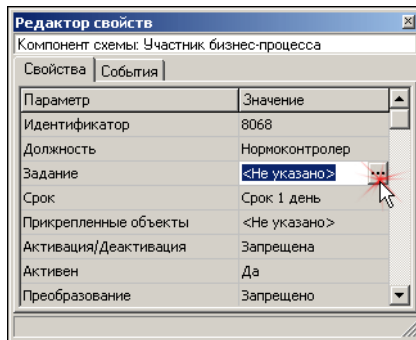 Редактор свойств
Компонент схемы: Участник бизнес-процесса
Свойства События
Параметр Значение
Идентификатор 8068
Должность Нормоконтролер
Задание <Не указано> ...
Срок Срок 1 день
Прикрепленные объекты <Не указано>
Активация/Деактивация Запрещена
Активен Да
Преобразование Запрещено